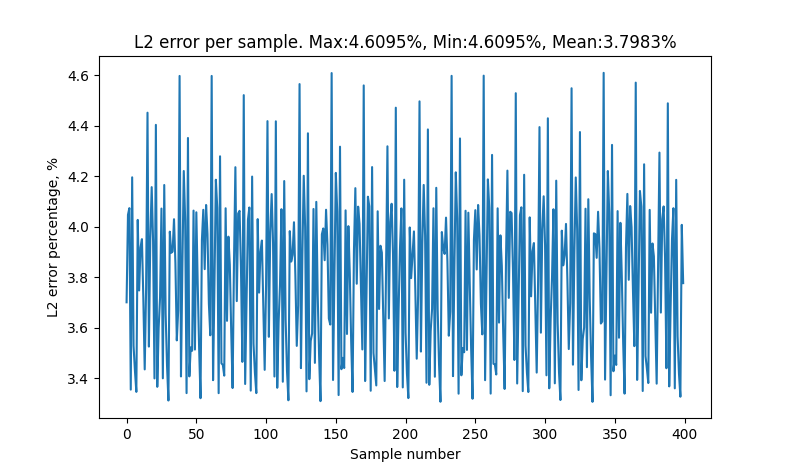 L2 error per sample. Max:4.6095%, Min:4.6095%, Mean:3.7983%
4.6
4.4
4.2
4.0
3.8
3.6
3.4
L2 error percentage, %
0 50 100 150 200 250 300 350 400
Sample number